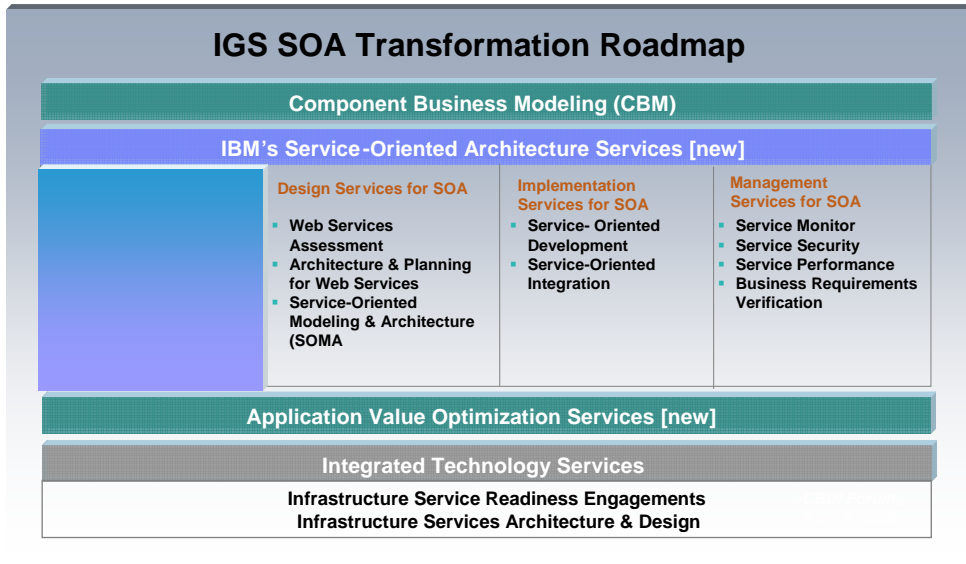 IGS SOA Transformation Roadmap
Component Business Modeling (CBM)
IBM's Service-Oriented Architecture Services [new]
Design Services for SOA
Web Services
Assessment
Architecture & Planning
for Web Services
Service-Oriented
Modeling & Architecture
(SOMA
Implementation
Services for SOA
Service- Oriented
Development
Service-Oriented
Integration
Management
Services for SOA
Service Monitor
Service Security
Service Performance
Business Requirements
Verification
Application Value Optimization Services [new]
Integrated Technology Services
Infrastructure Service Readiness Engagements
Infrastructure Services Architecture & Design